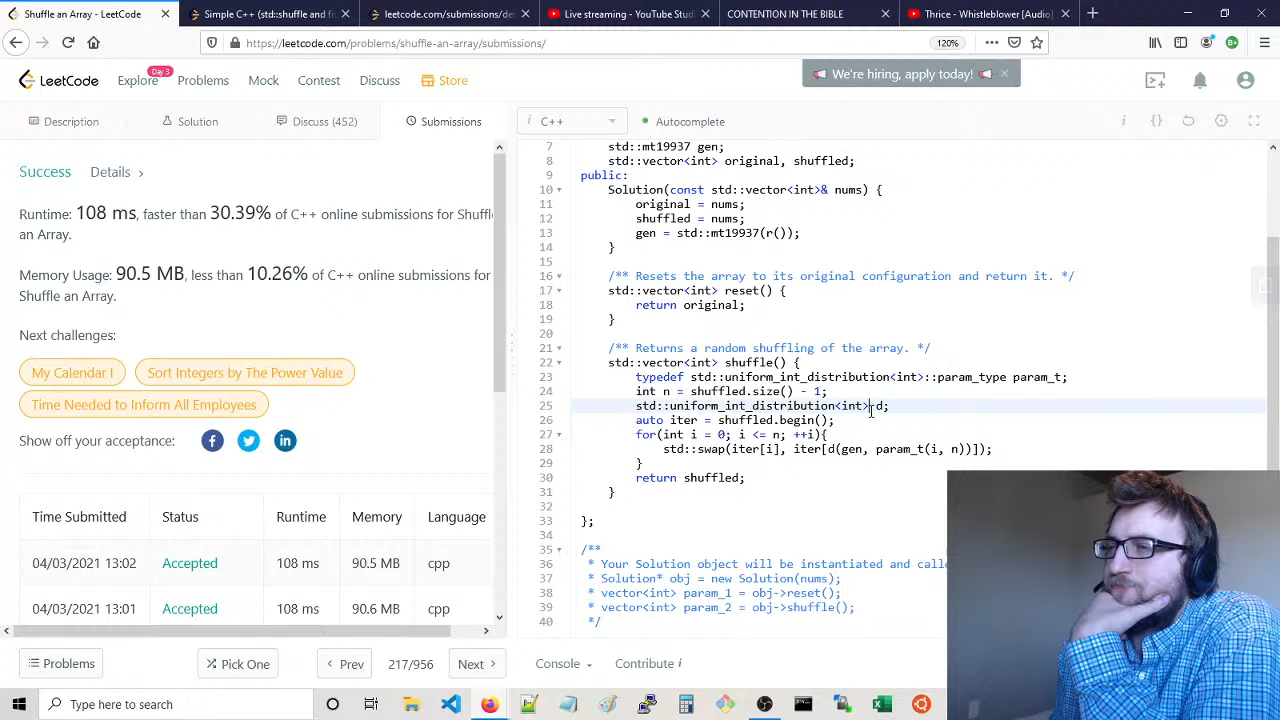 Shuffle an Array - LeetCode
Simple C++ (std::shuffle and fi
leetcode.com/submissions/det
Live streaming - YouTube Studi
CONTENTION IN THE BIBLE
Thrice - Whistleblower [Audio]
https://leetcode.com/problems/shuffle-an-array/submissions/
120%
LeetCode
Explore
Day 3
Problems
Mock
Contest
Discuss
Store
We're hiring, apply today!
Description
Solution
Discuss (452)
Submissions
i C++
Autocomplete
Success
Details
Runtime: 108 ms, faster than 30.39% of C++ online submissions for Shuffle
an Array.
Memory Usage: 90.5 MB, less than 10.26% of C++ online submissions for
Shuffle an Array.
Next challenges:
My Calendar I
Sort Integers by The Power Value
Time Needed to Inform All Employees
Show off your acceptance:
Time Submitted
Status
Runtime
Memory
Language
04/03/2021 13:02
Accepted
108 ms
90.5 MB
cpp
04/03/2021 13:01
Accepted
108 ms
90.6 MB
cpp
7 std::mt19937 gen;
8 std::vector<int> original, shuffled;
9 public:
10 Solution(const std::vector<int>& nums) {
11 original = nums;
12 shuffled = nums;
13 gen = std::mt19937(r());
14 }
15
16 /** Resets the array to its original configuration and return it. */
17 std::vector<int> reset() {
18 return original;
19 }
20
21 /** Returns a random shuffling of the array. */
22 std::vector<int> shuffle() {
23 typedef std::uniform_int_distribution<int>::param_type param_t;
24 int n = shuffled.size() - 1;
25 std::uniform_int_distribution<int> d;
26 auto iter = shuffled.begin();
27 for(int i = 0; i <= n; ++i){
28 std::swap(iter[i], iter[d(gen, param_t(i, n))]);
29 }
30 return shuffled;
31 }
32
33 };
34
35 /**
36 * Your Solution object will be instantiated and calle
37 * Solution* obj = new Solution(nums);
38 * vector<int> param_1 = obj->reset();
39 * vector<int> param_2 = obj->shuffle();
40 */
Problems
Pick One
Prev
217/956
Next
Console
Contribute i
Type here to search